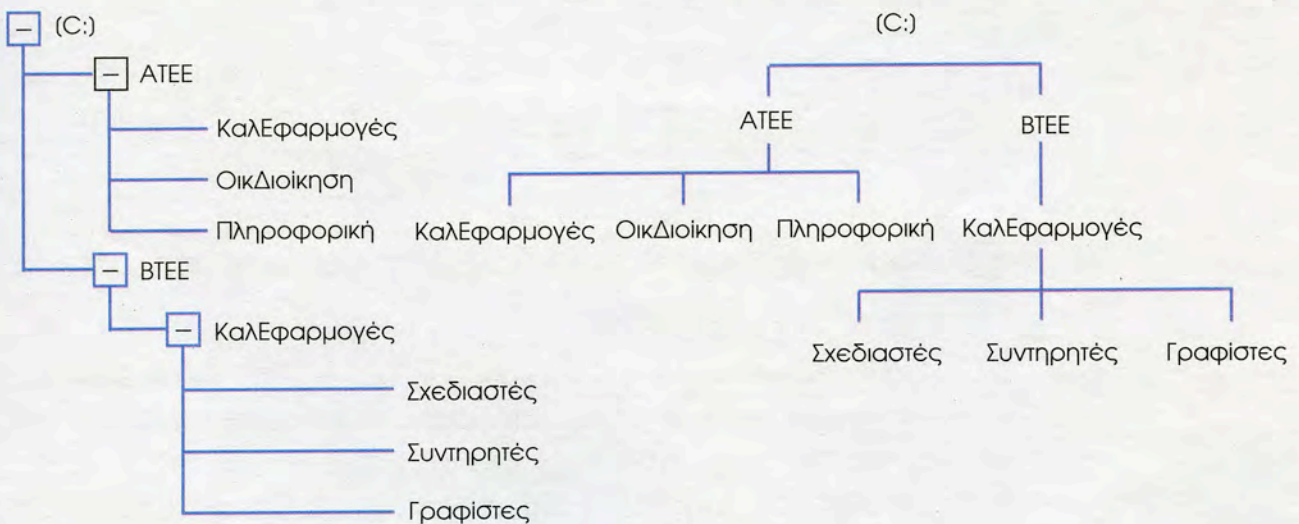 (C:)
ΑΤΕΕ
ΚαλΕφαρμογές
ΟικΔιοίκηση
Πληροφορική
ΒΤΕΕ
ΚαλΕφαρμογές
Σχεδιαστές
Συντηρητές
Γραφίστες
(C:)
ΑΤΕΕ ΒΤΕΕ
ΚαλΕφαρμογές ΟικΔιοίκηση Πληροφορική ΚαλΕφαρμογές
Σχεδιαστές Συντηρητές Γραφίστες